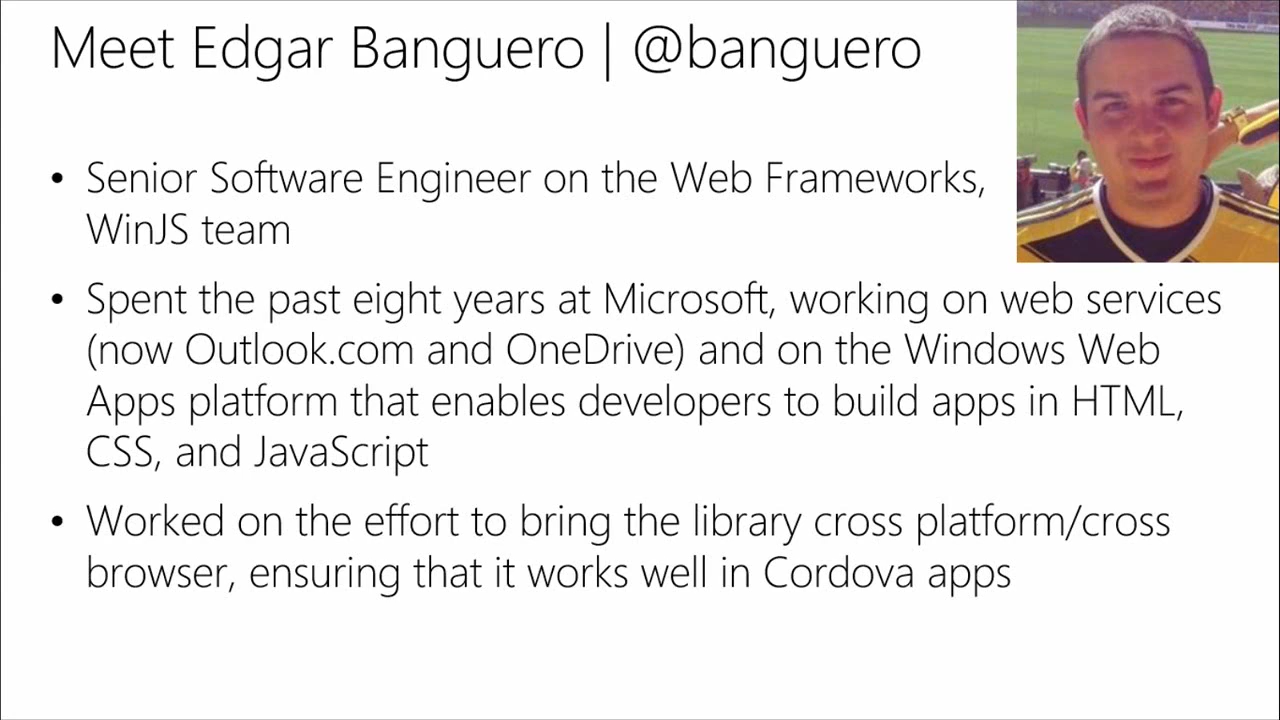 Meet Edgar Banguero | @banguero
• Senior Software Engineer on the Web Frameworks,
WinJS team
• Spent the past eight years at Microsoft, working on web services
(now Outlook.com and OneDrive) and on the Windows Web
Apps platform that enables developers to build apps in HTML,
CSS, and JavaScript
• Worked on the effort to bring the library cross platform/cross
browser, ensuring that it works well in Cordova apps